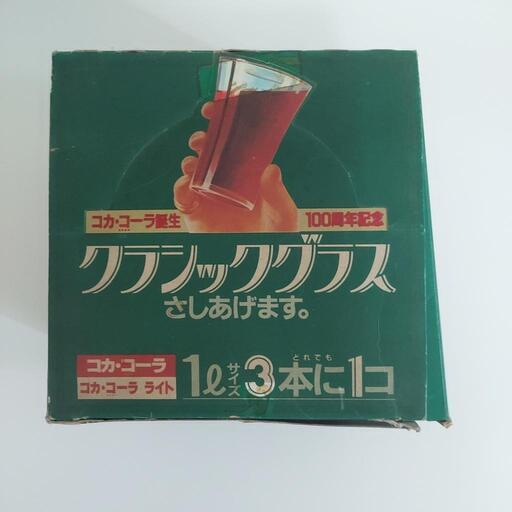 コカ・コーラ誕生 100周年記念
クラシックグラス
さしあげます。
コカ・コーラ
コカ・コーラ ライト
1ℓサイズ3本に1コ
どれでも